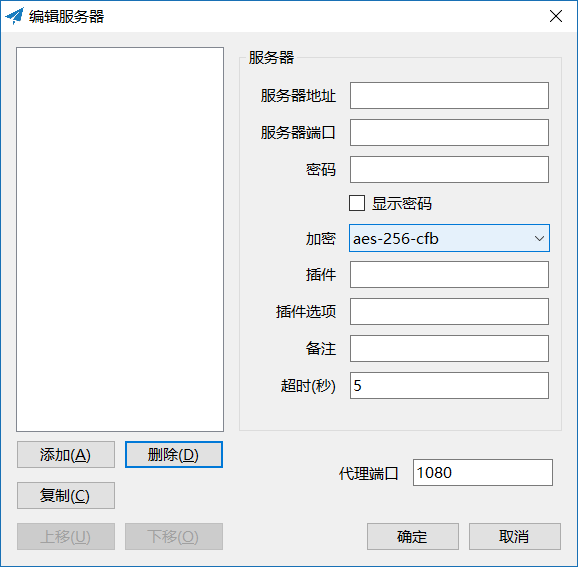 编辑服务器
服务器
服务器地址
服务器端口
密码
显示密码
加密 aes-256-cfb
插件
插件选项
备注
超时(秒) 5
添加(A) 删除(D)
代理端口 1080
复制(C)
上移(U) 下移(O) 确定 取消